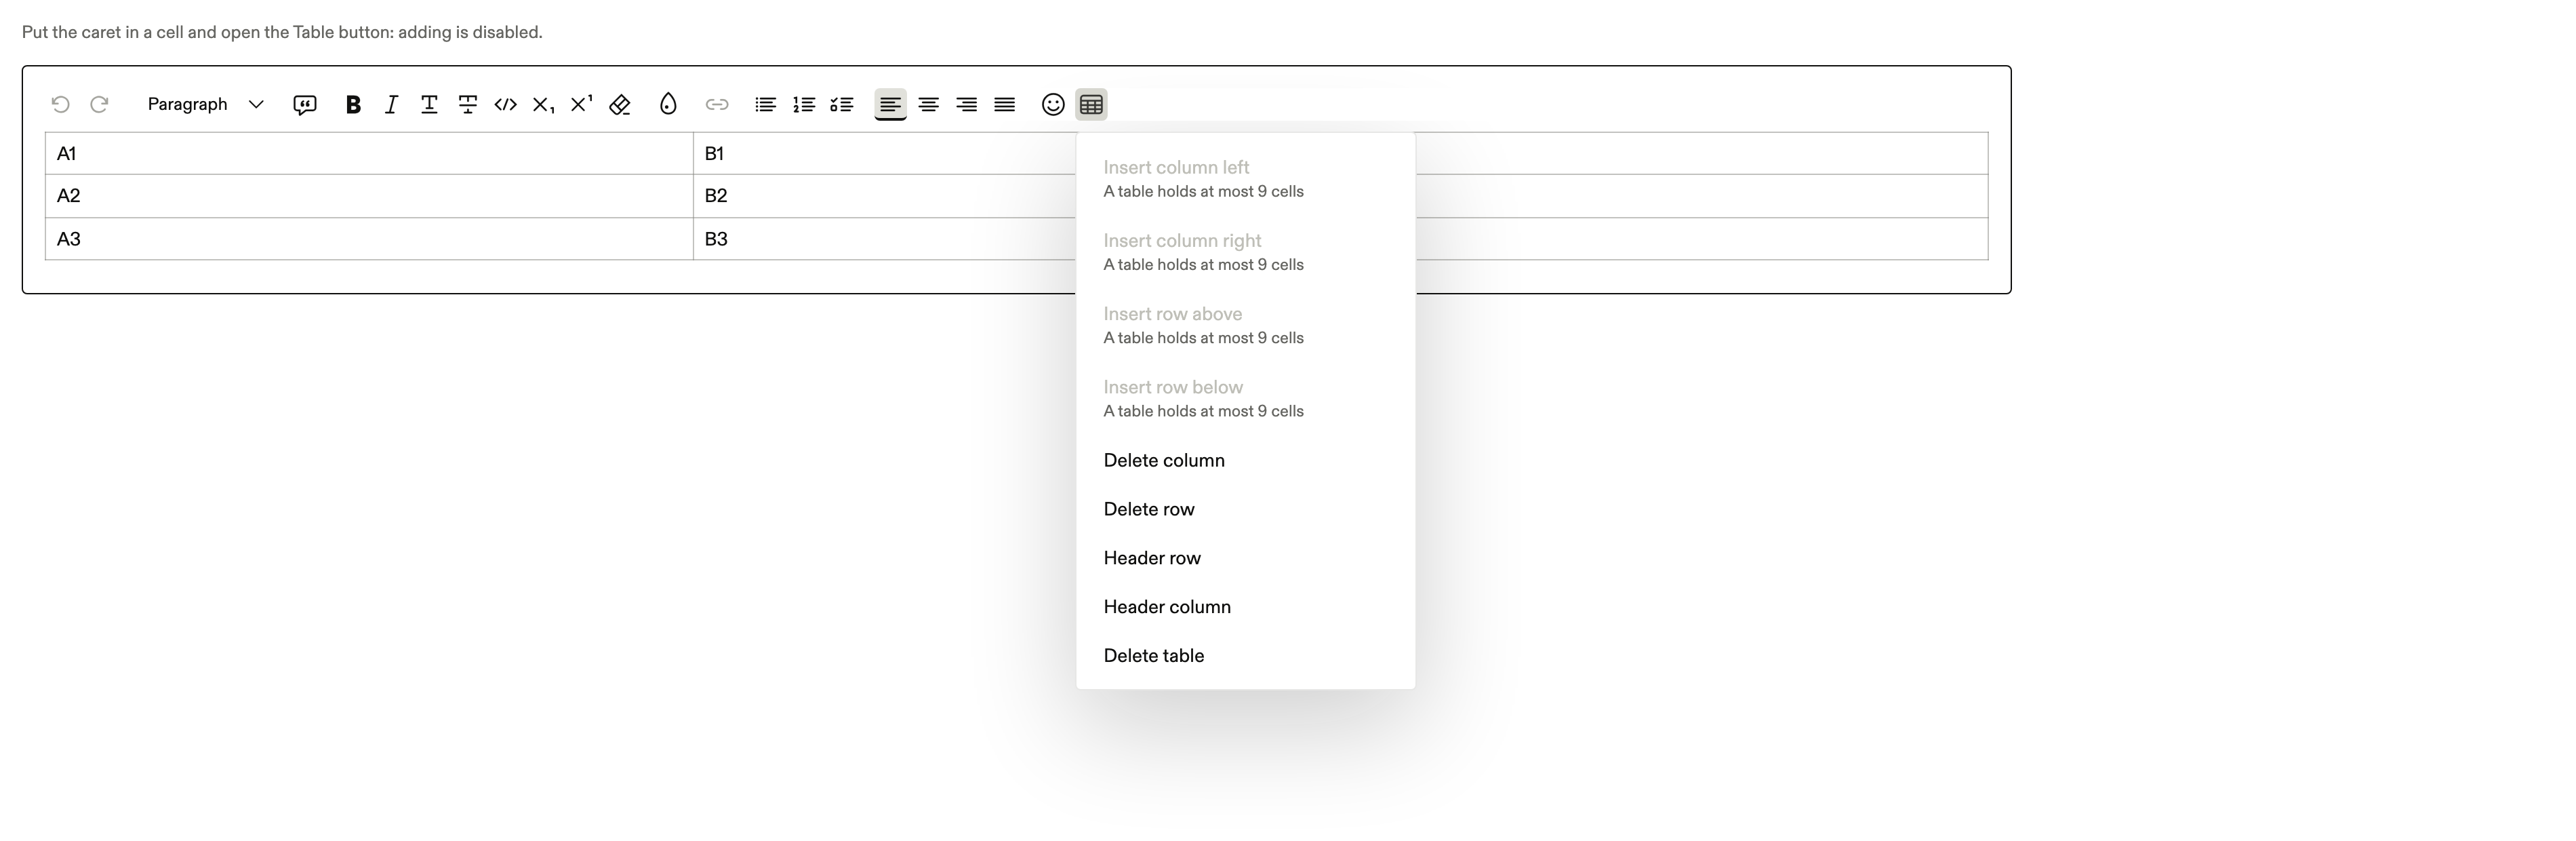 Put the caret in a cell and open the Table button: adding is disabled.
Paragraph
A1 B1
A2 B2
A3 B3
Insert column left
A table holds at most 9 cells
Insert column right
A table holds at most 9 cells
Insert row above
A table holds at most 9 cells
Insert row below
A table holds at most 9 cells
Delete column
Delete row
Header row
Header column
Delete table